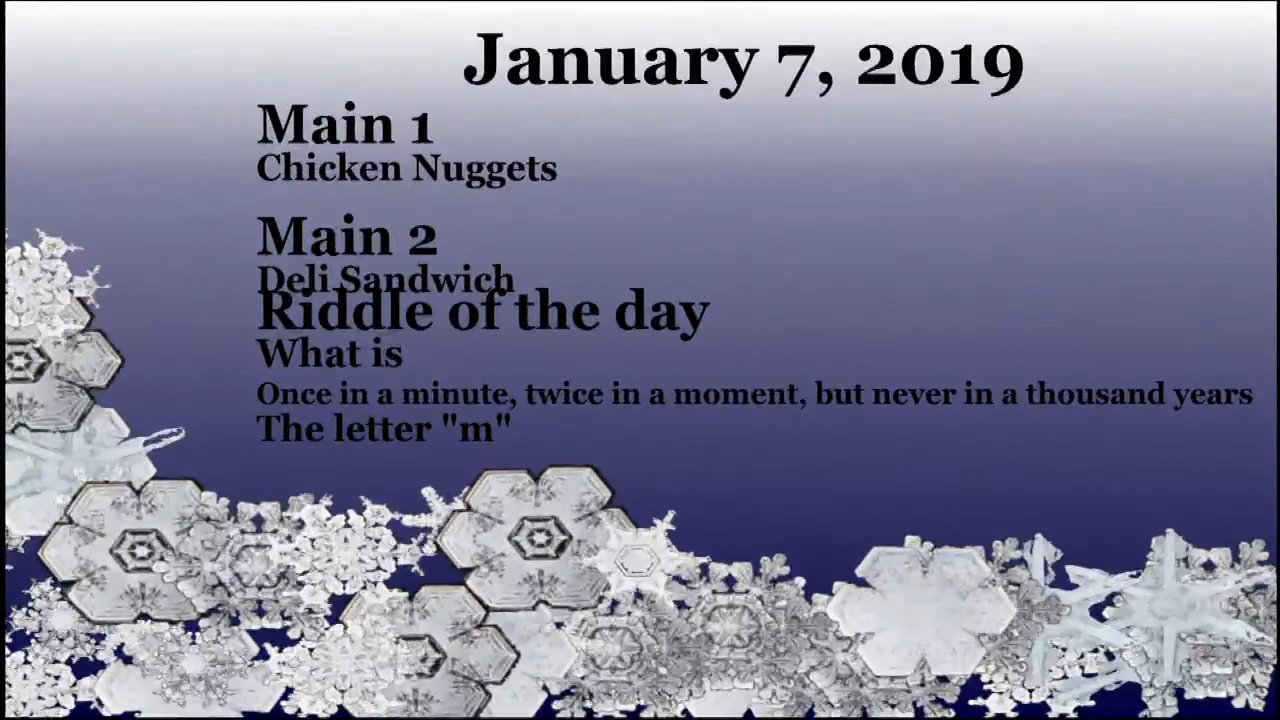 January 7, 2019
Main 1
Chicken Nuggets
Main 2
Deli Sandwich
Riddle of the day
What is
Once in a minute, twice in a moment, but never in a thousand years
The letter "m"